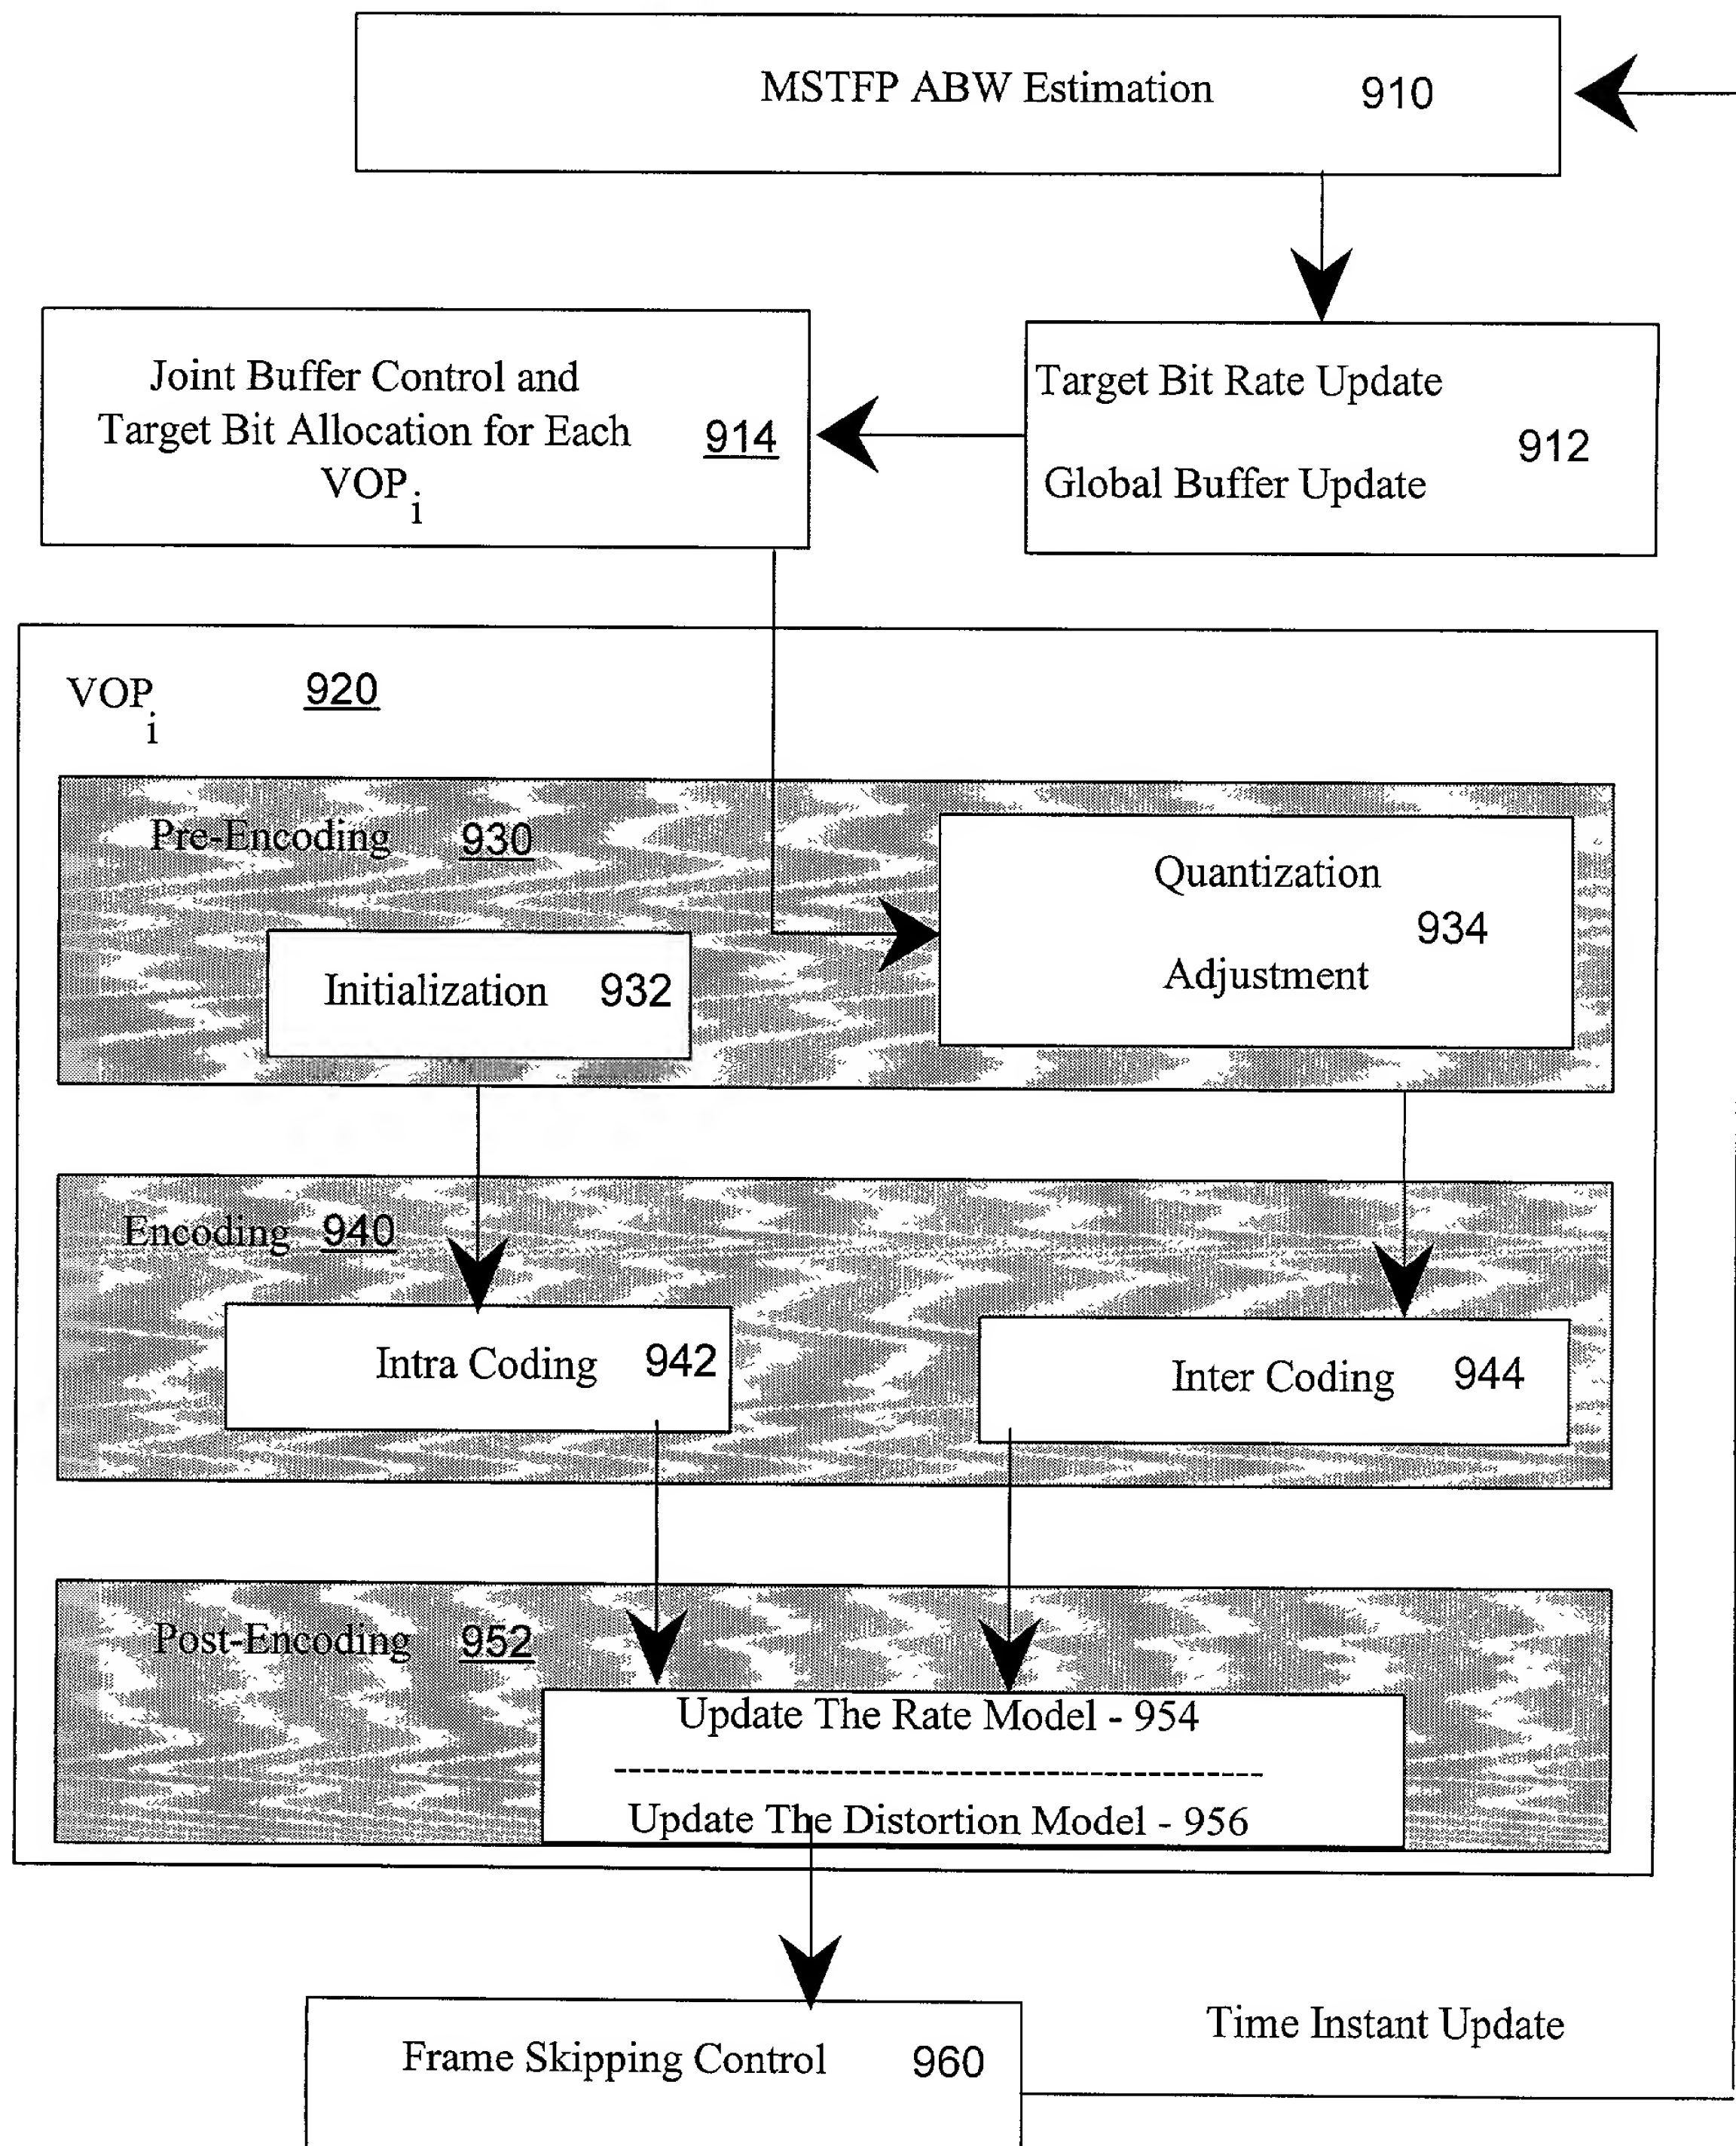 MSTFP ABW Estimation 910
Joint Buffer Control and
Target Bit Allocation for Each 914
VOPi
Target Bit Rate Update
912
Global Buffer Update
VOPi 920
Pre-Encoding 930
Quantization
934
Adjustment
Initialization 932
Encoding 940
Intra Coding 942
Inter Coding 944
Post-Encoding 952
Update The Rate Model - 954
Update The Distortion Model - 956
Time Instant Update
Frame Skipping Control 960